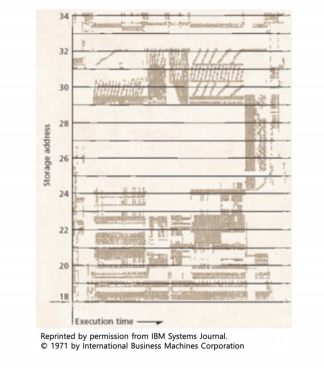 34
32
30
28
26
24
22
20
18
Storage address
Execution time
Reprinted by permission from IBM Systems Journal.
© 1971 by International Business Machines Corporation